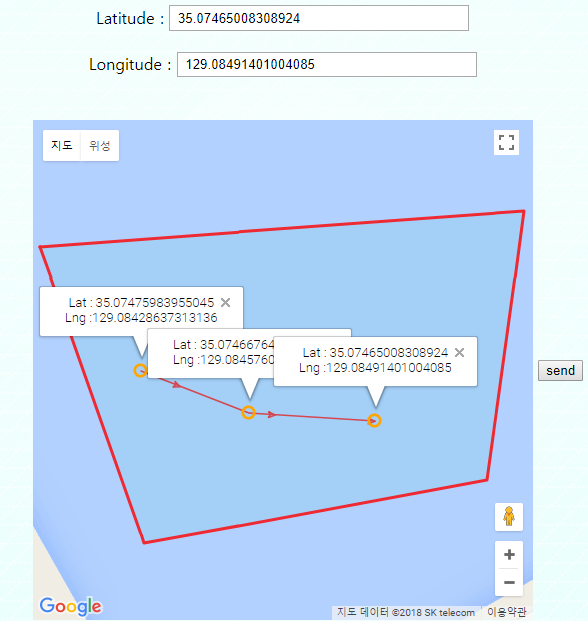 Latitude : 35.07465008308924
Longitude : 129.08491401004085
지도 위성
Lat : 35.07475983955045
Lng :129.08428637313136
Lat : 35.07466764
Lng :129.0845760
Lat : 35.07465008308924
Lng :129.08491401004085
send
Google
지도 데이터 ©2018 SK telecom 이용약관